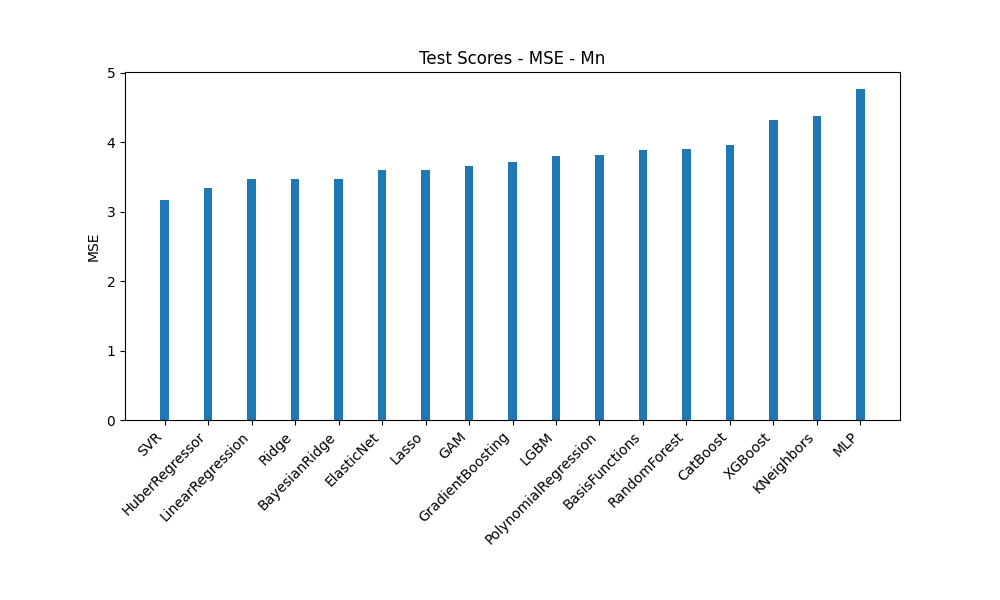 Test Scores - MSE - Mn
MSE
5
4
3
2
1
0
SVR
HuberRegressor
LinearRegression
Ridge
BayesianRidge
ElasticNet
Lasso
GAM
GradientBoosting
LGBM
PolynomialRegression
BasisFunctions
RandomForest
CatBoost
XGBoost
KNeighbors
MLP